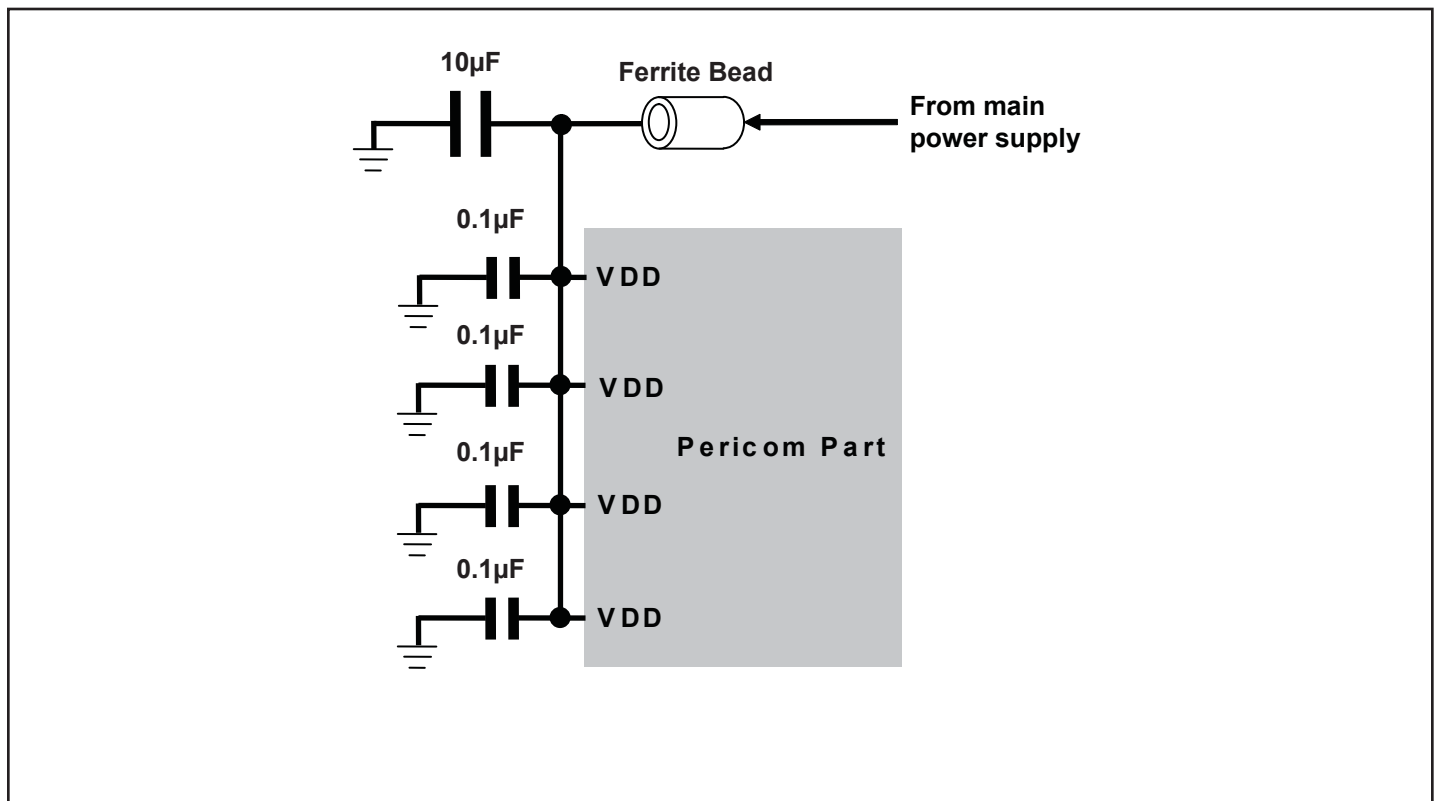 10µF
Ferrite Bead
From main
power supply
0.1µF
VDD
0.1µF
VDD
Pericom Part
0.1µF
VDD
0.1µF
VDD